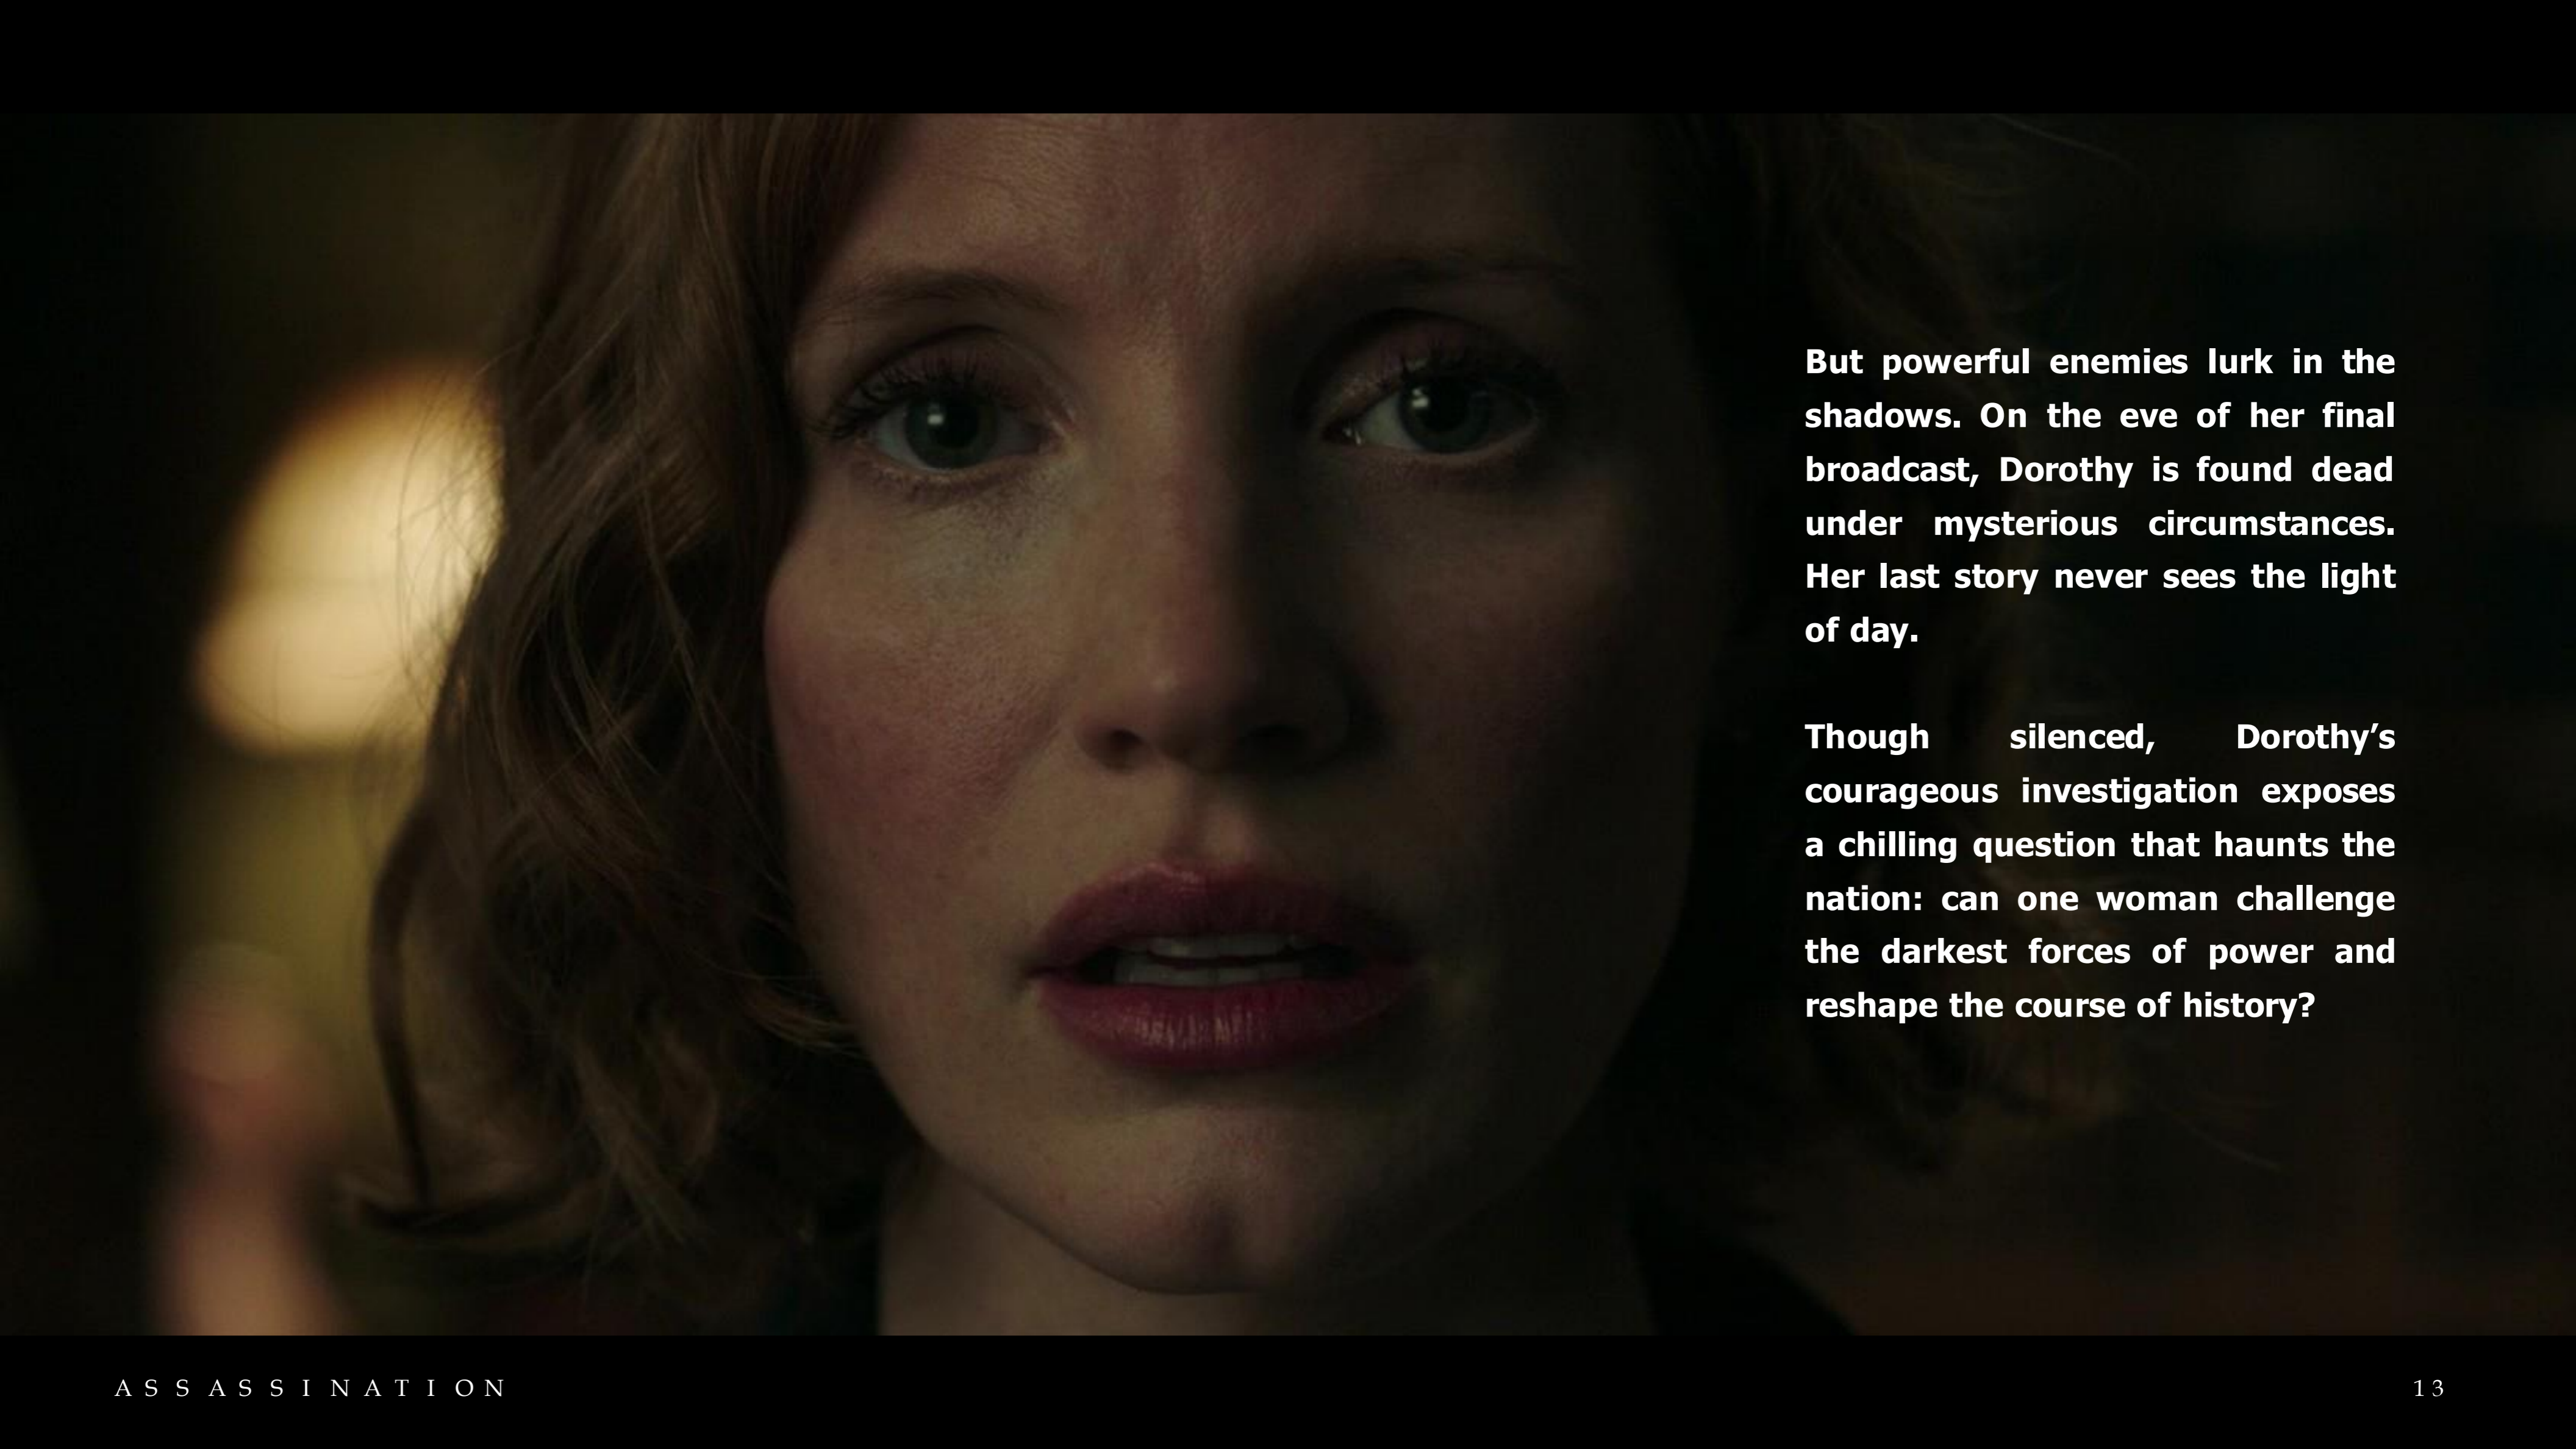 But powerful enemies lurk in the
shadows. On the eve of her final
broadcast, Dorothy is found dead
under mysterious circumstances.
Her last story never sees the light
of day.
Though silenced, Dorothy’s
courageous investigation exposes
a chilling question that haunts the
nation: can one woman challenge
the darkest forces of power and
reshape the course of history?
ASSASSINATION
13